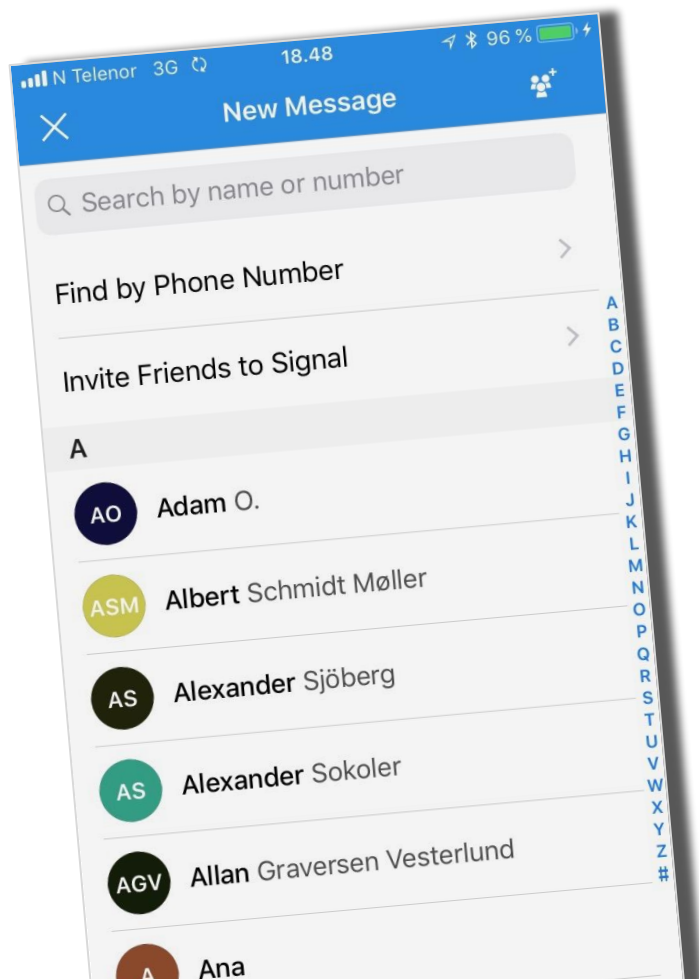 N Telenor 3G 18.48 96 %
New Message
Search by name or number
Find by Phone Number
Invite Friends to Signal
A
AO Adam O.
ASM Albert Schmidt Møller
AS Alexander Sjöberg
AS Alexander Sokoler
AGV Allan Graversen Vesterlund
A Ana
A
B
C
D
E
F
G
H
I
J
K
L
M
N
O
P
Q
R
S
T
U
V
W
X
Y
Z
#